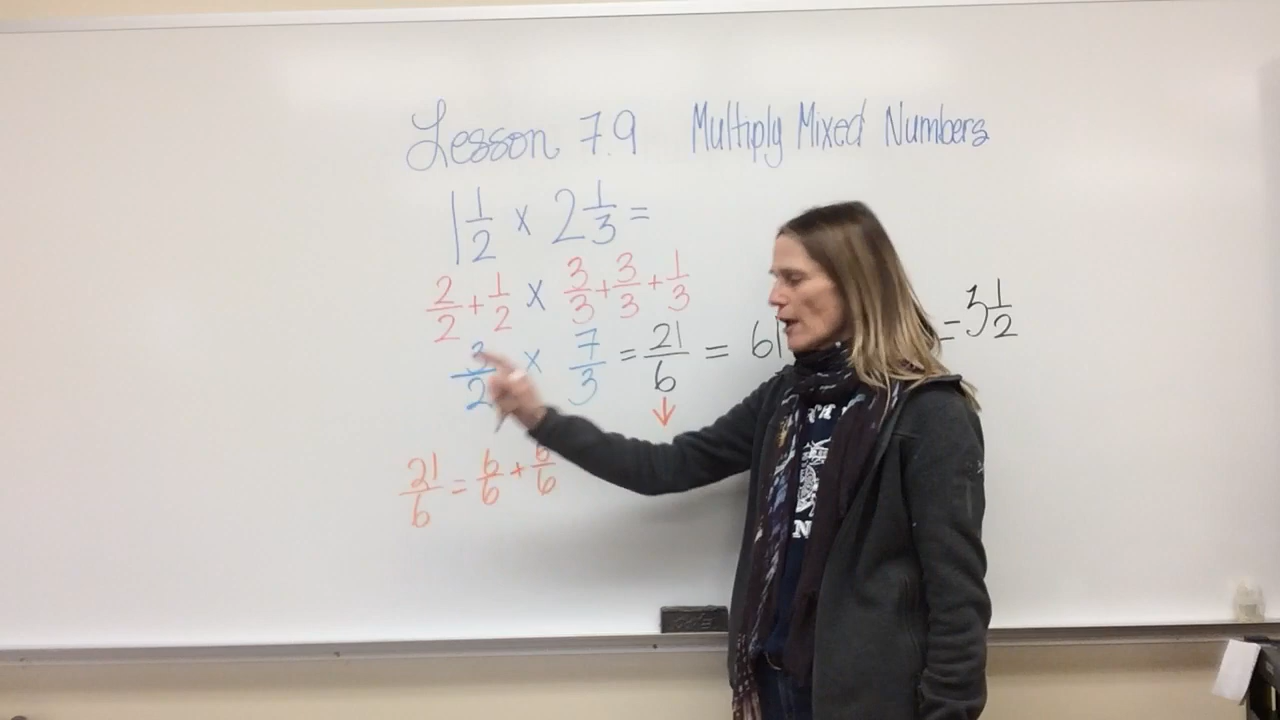 Lesson 7.9 Multiply Mixed Numbers
1 1/2 x 2 1/3 =
2/2 + 1/2 x 3/3 + 3/3 + 1/3
3/2 x 7/3 = 21/6 = 6 = 3 1/2
21/6 = 6/6 + 6/6